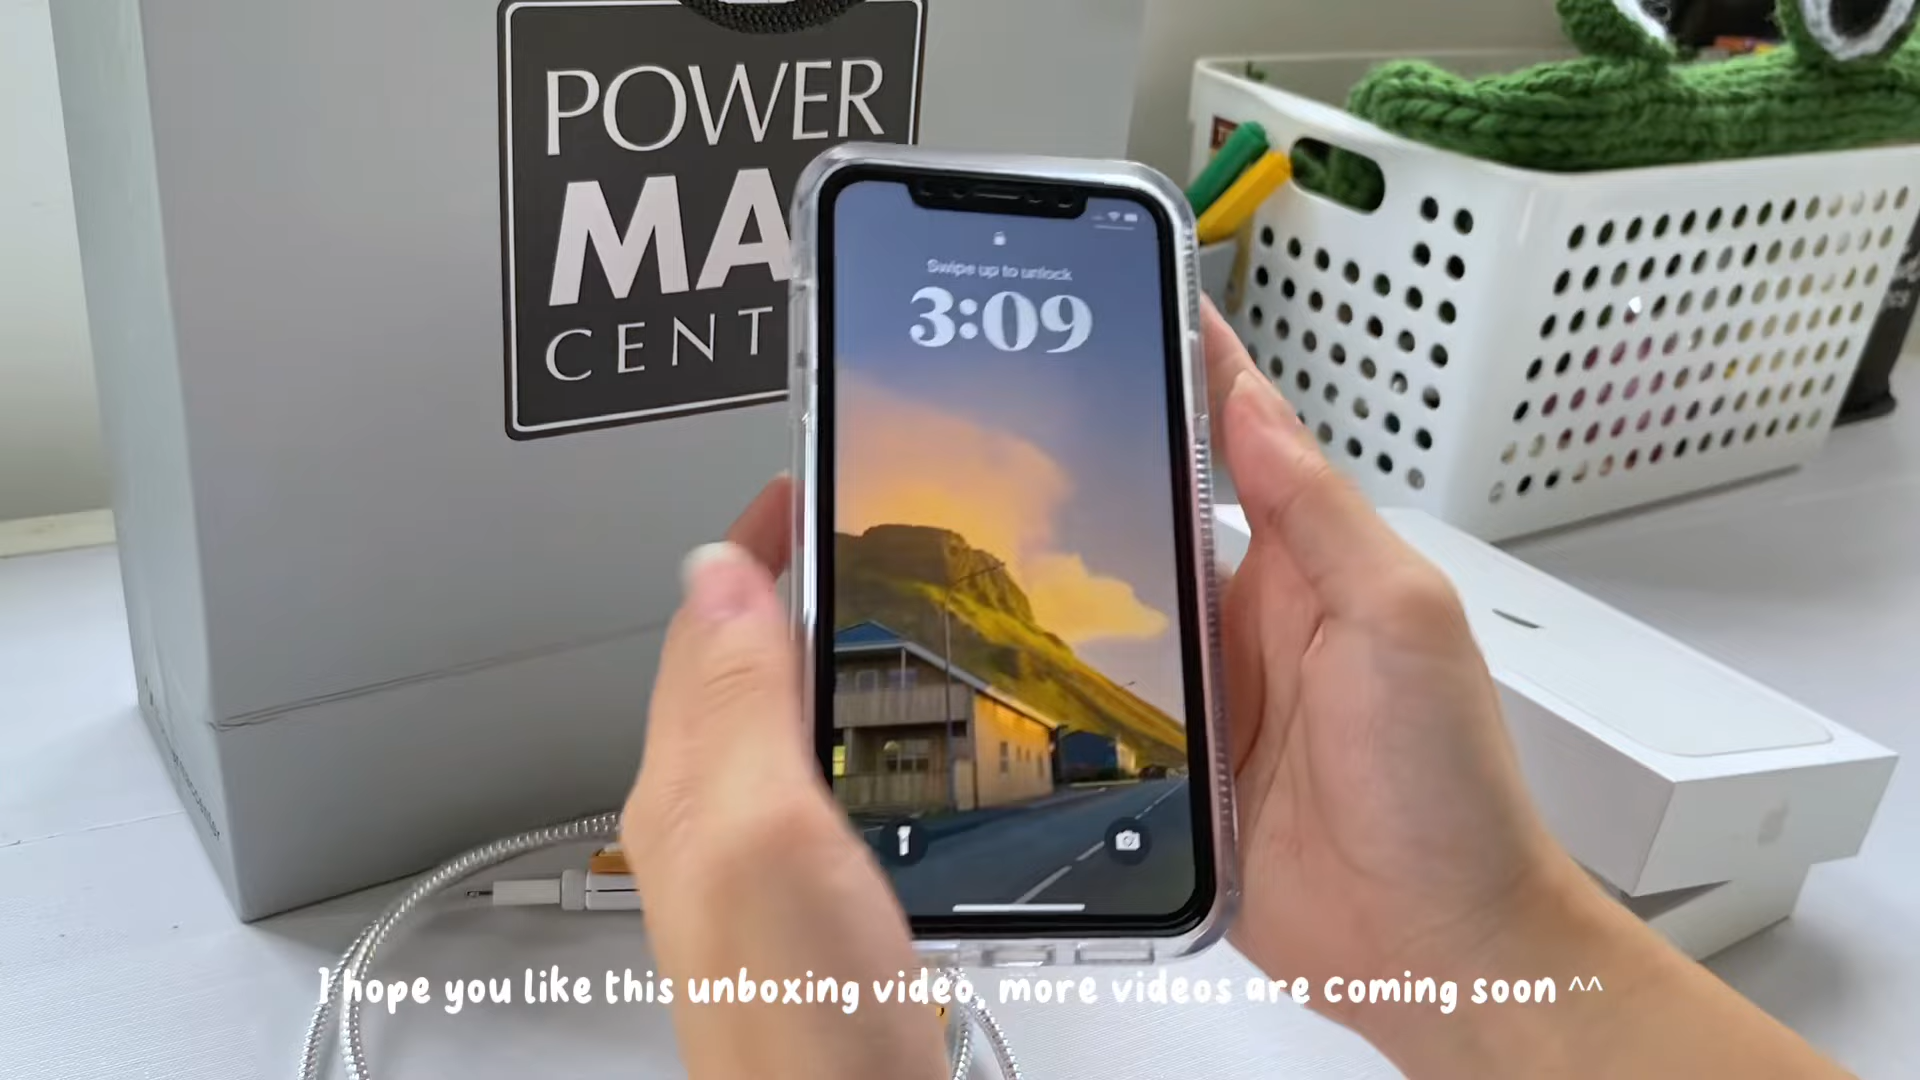 POWER
MA
CENT
Swipe up to unlock
3:09
I hope you like this unboxing video, more videos are coming soon ^^